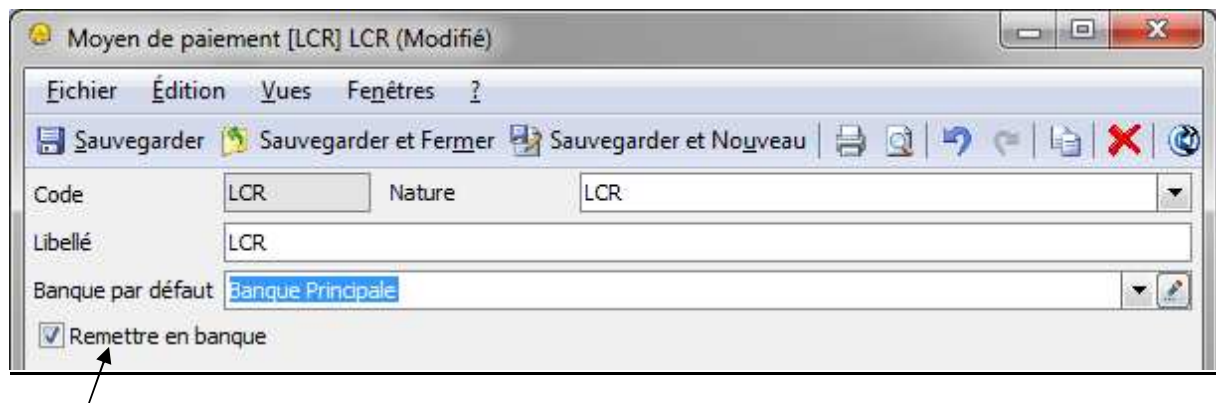 Moyen de paiement [LCR] LCR (Modifié)
Fichier Édition Vues Fenêtres ?
Sauvegarder Sauvegarder et Fermer Sauvegarder et Nouveau
Code LCR Nature LCR
Libellé LCR
Banque par défaut Banque Principale
Remettre en banque